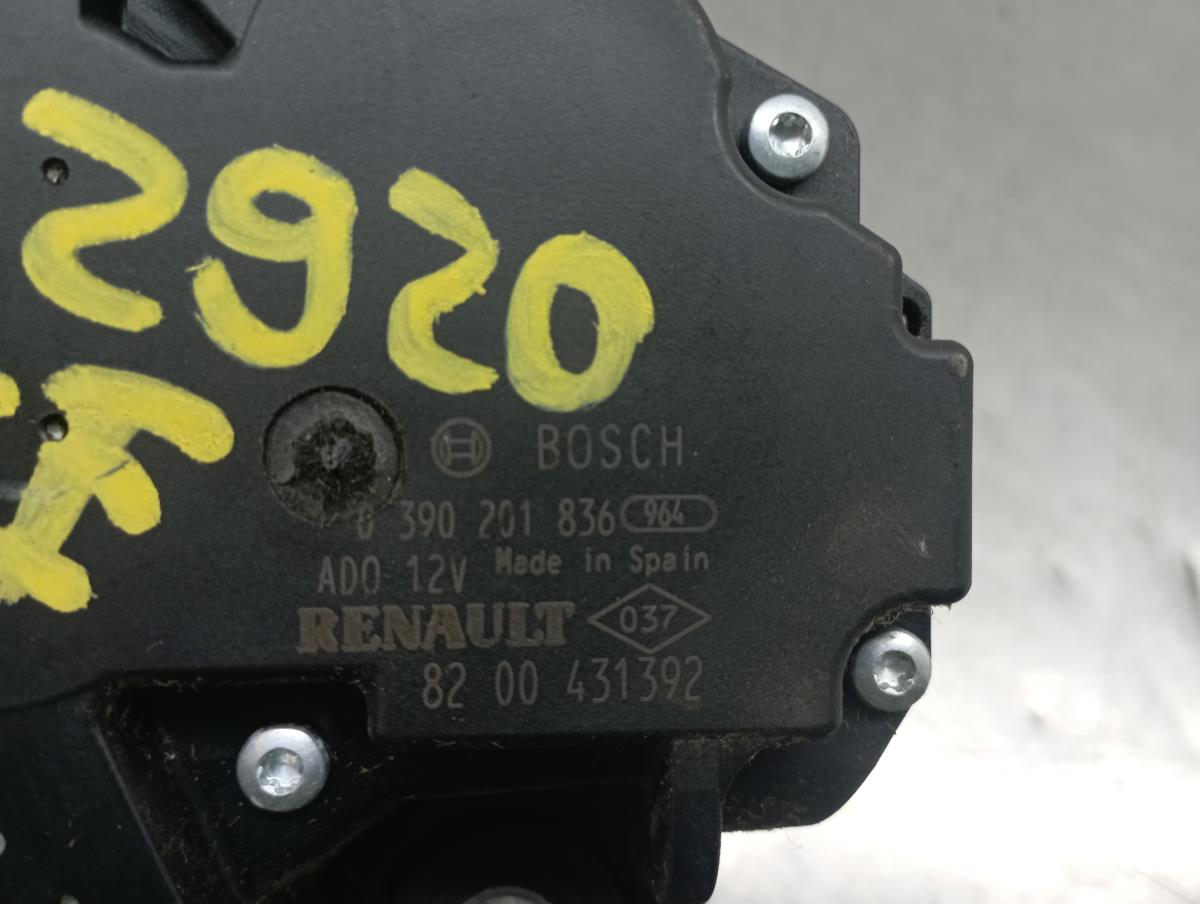 2920
BOSCH
0 390 201 836 964
ADO 12V Made in Spain
RENAULT 037
82 00 431392